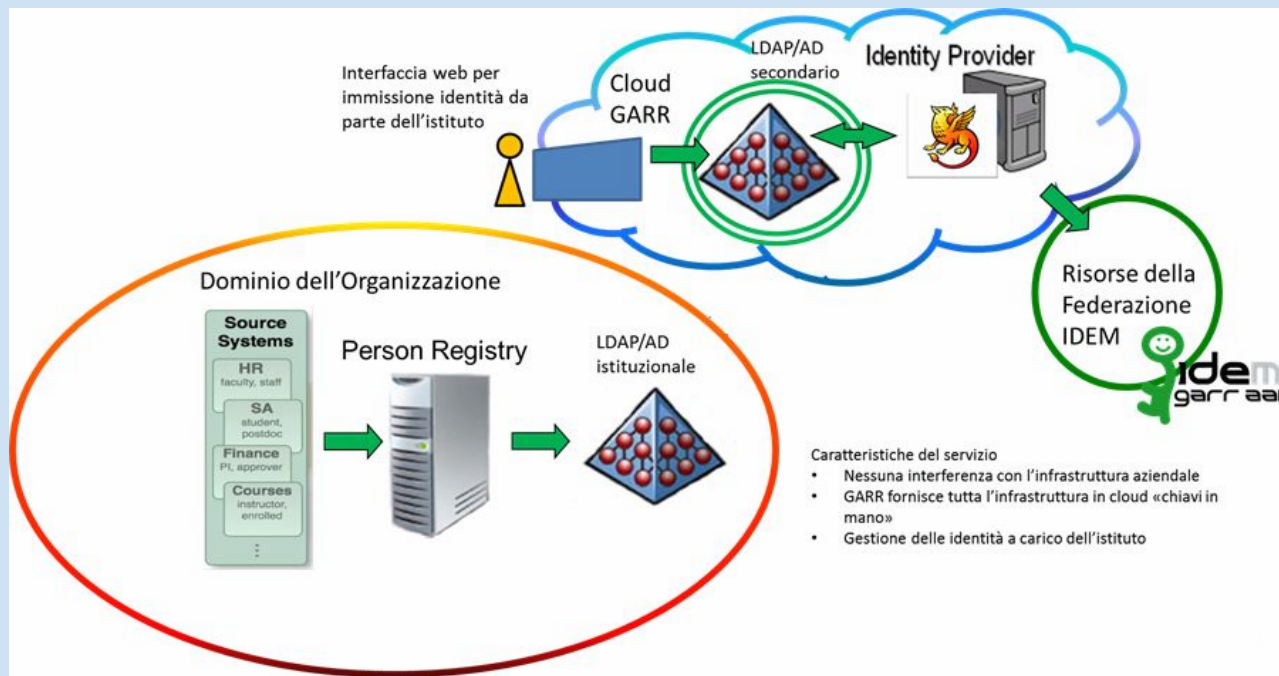 Interfaccia web per
immissione identità da
parte dell'istituto
Cloud
GARR
LDAP/AD
secondario
Identity Provider
Risorse della
Federazione
IDEM
idem
garr aai
Dominio dell'Organizzazione
Source
Systems
HR
faculty, staff
SA
student,
postdoc
Finance
PI, approver
Courses
instructor,
enrolled
⋮
Person Registry
LDAP/AD
istituzionale
Caratteristiche del servizio
• Nessuna interferenza con l'infrastruttura aziendale
• GARR fornisce tutta l'infrastruttura in cloud «chiavi in
mano»
• Gestione delle identità a carico dell'istituto